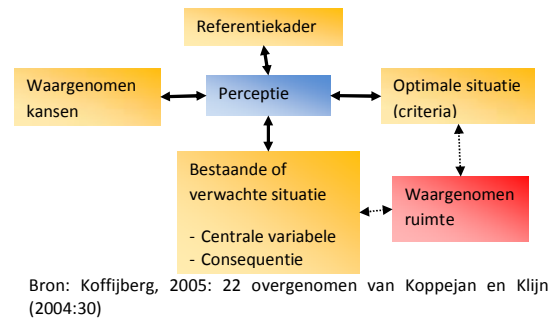 Referentiekader
Waargenomen
kansen
Perceptie
Optimale situatie
(criteria)
Bestaande of
verwachte situatie
- Centrale variabele
- Consequentie
Waargenomen
ruimte
Bron: Koffijberg, 2005: 22 overgenomen van Koppejan en Klijn
(2004:30)